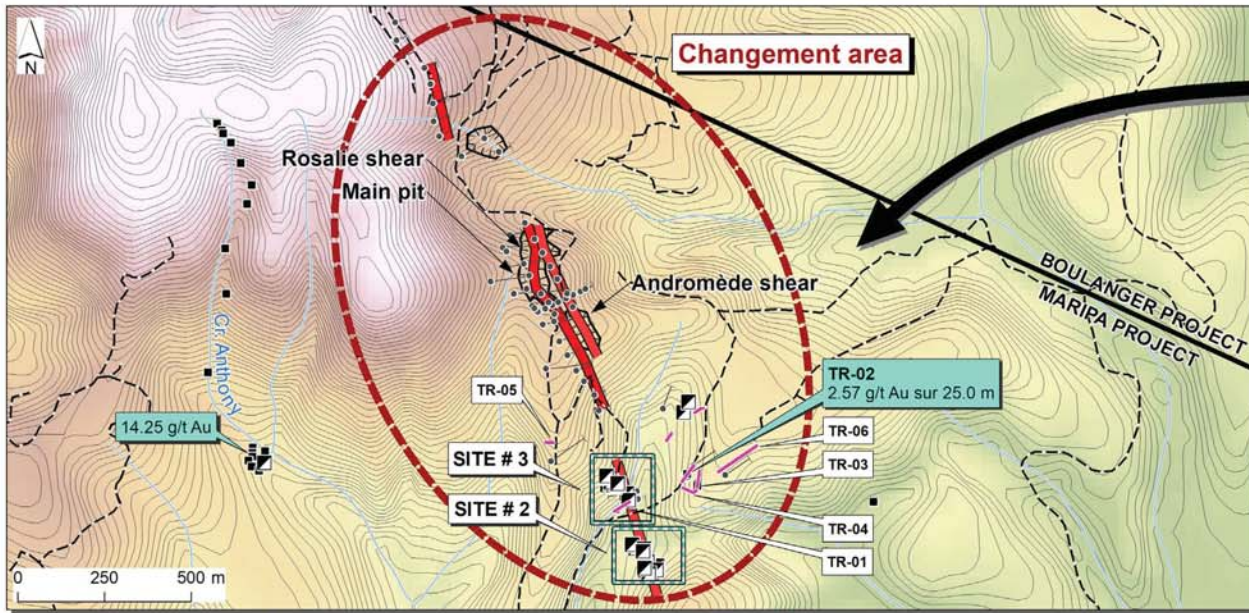 N
Changement area
Rosalie shear
Main pit
Andromède shear
BOULANGER PROJECT
MARIPA PROJECT
Cr. Anthony
TR-02
2.57 g/t Au sur 25.0 m
TR-05
14.25 g/t Au
TR-06
SITE # 3
TR-03
SITE # 2
TR-04
TR-01
0 250 500 m